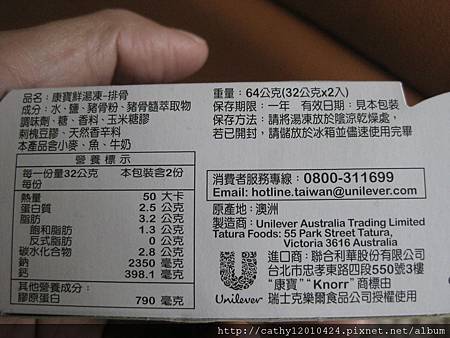 品名：康寶鮮湯凍-排骨
成份：水、鹽、豬骨粉、豬骨髓萃取物
調味劑、糖、香料、玉米糖膠
刺槐豆膠、天然香辛料
本產品含小麥、魚、牛奶
營養標示
每一份量32公克 本包裝含2份
每份
熱量 50 大卡
蛋白質 2.5 公克
脂肪 3.2 公克
飽和脂肪 1.3 公克
反式脂肪 0 公克
碳水化合物 2.8 公克
鈉 2350 毫克
鈣 398.1 毫克
其他營養成分：
膠原蛋白 790 毫克
重量：64公克(32公克x2入)
保存期限：一年 有效日期：見本包裝
保存方法：請將湯凍放於陰涼乾燥處，
若已開封，請儲放於冰箱並儘速使用完畢
消費者服務專線：0800-311699
Email: hotline.taiwan@unilever.com
原產地：澳洲
製造商：Unilever Australia Trading Limited
Tatura Foods: 55 Park Street Tatura,
Victoria 3616 Australia
進口商：聯合利華股份有限公司
台北市忠孝東路四段550號3樓
"康寶" "Knorr" 商標由
瑞士克樂爾食品公司授權使用
Unilever
http://cathy12010424.pixnet.net/album